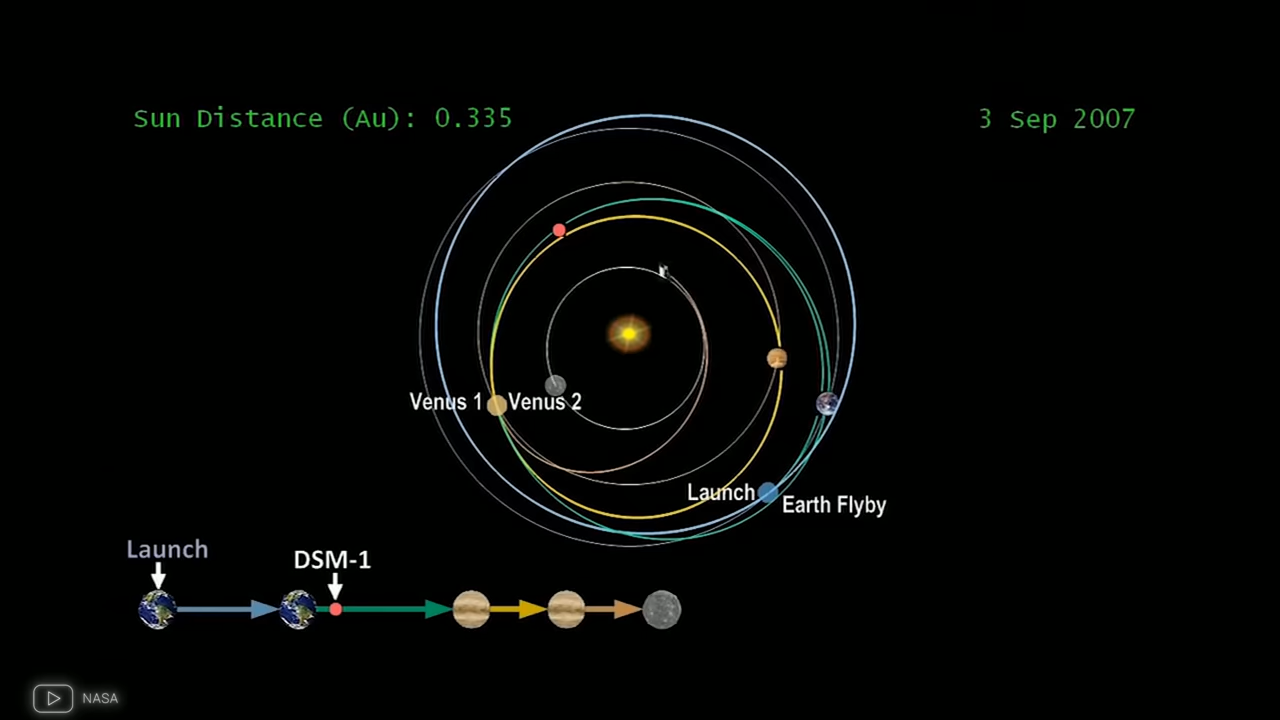 Sun Distance (Au): 0.335
3 Sep 2007
Venus 1
Venus 2
Launch
Earth Flyby
Launch
DSM-1
NASA